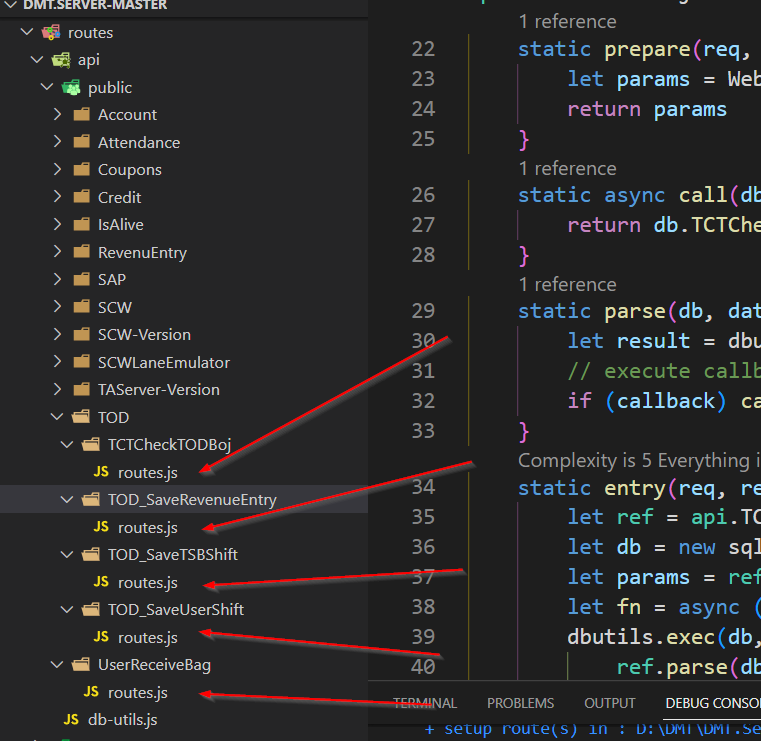 DMT.SERVER-MASTER
routes
api
public
Account
Attendance
Coupons
Credit
IsAlive
RevenuEntry
SAP
SCW
SCW-Version
SCWLaneEmulator
TAServer-Version
TOD
TCTCheckTODBoj
JS routes.js
TOD_SaveRevenueEntry
JS routes.js
TOD_SaveTSBShift
JS routes.js
TOD_SaveUserShift
JS routes.js
UserReceiveBag
JS routes.js
JS db-utils.js
1 reference
22 static prepare(req,
23 let params = Web
24 return params
25 }
1 reference
26 static async call(db
27 return db.TCTChe
28 }
1 reference
29 static parse(db, dat
30 let result = dbu
31 // execute callb
32 if (callback) ca
33 }
Complexity is 5 Everything i
34 static entry(req, re
35 let ref = api.TC
36 let db = new sql
37 let params = ref
38 let fn = async (
39 dbutils.exec(db,
40 ref.parse(db
TERMINAL PROBLEMS OUTPUT DEBUG CONSO
+ setup route(s) in : D:\DMT\DMT.Se